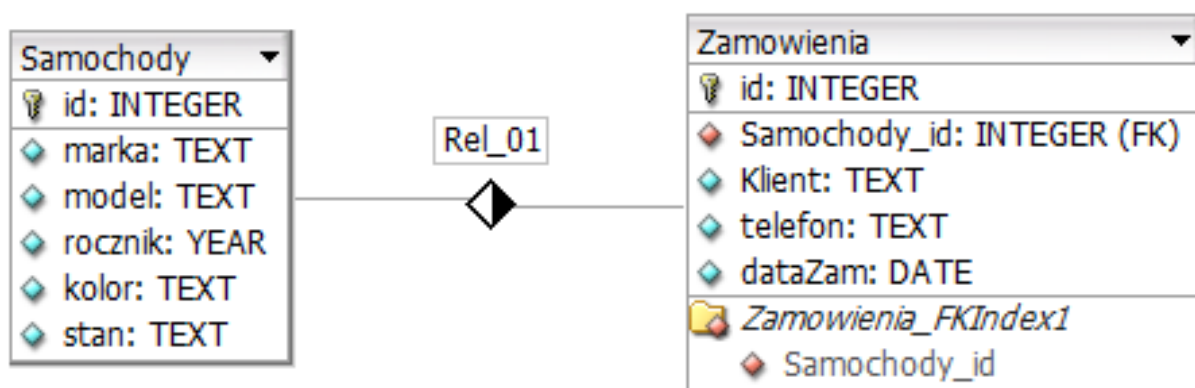 Samochody
id: INTEGER
marka: TEXT
model: TEXT
rocznik: YEAR
kolor: TEXT
stan: TEXT
Rel_01
Zamowienia
id: INTEGER
Samochody_id: INTEGER (FK)
Klient: TEXT
telefon: TEXT
dataZam: DATE
Zamowienia_FKIndex1
Samochody_id